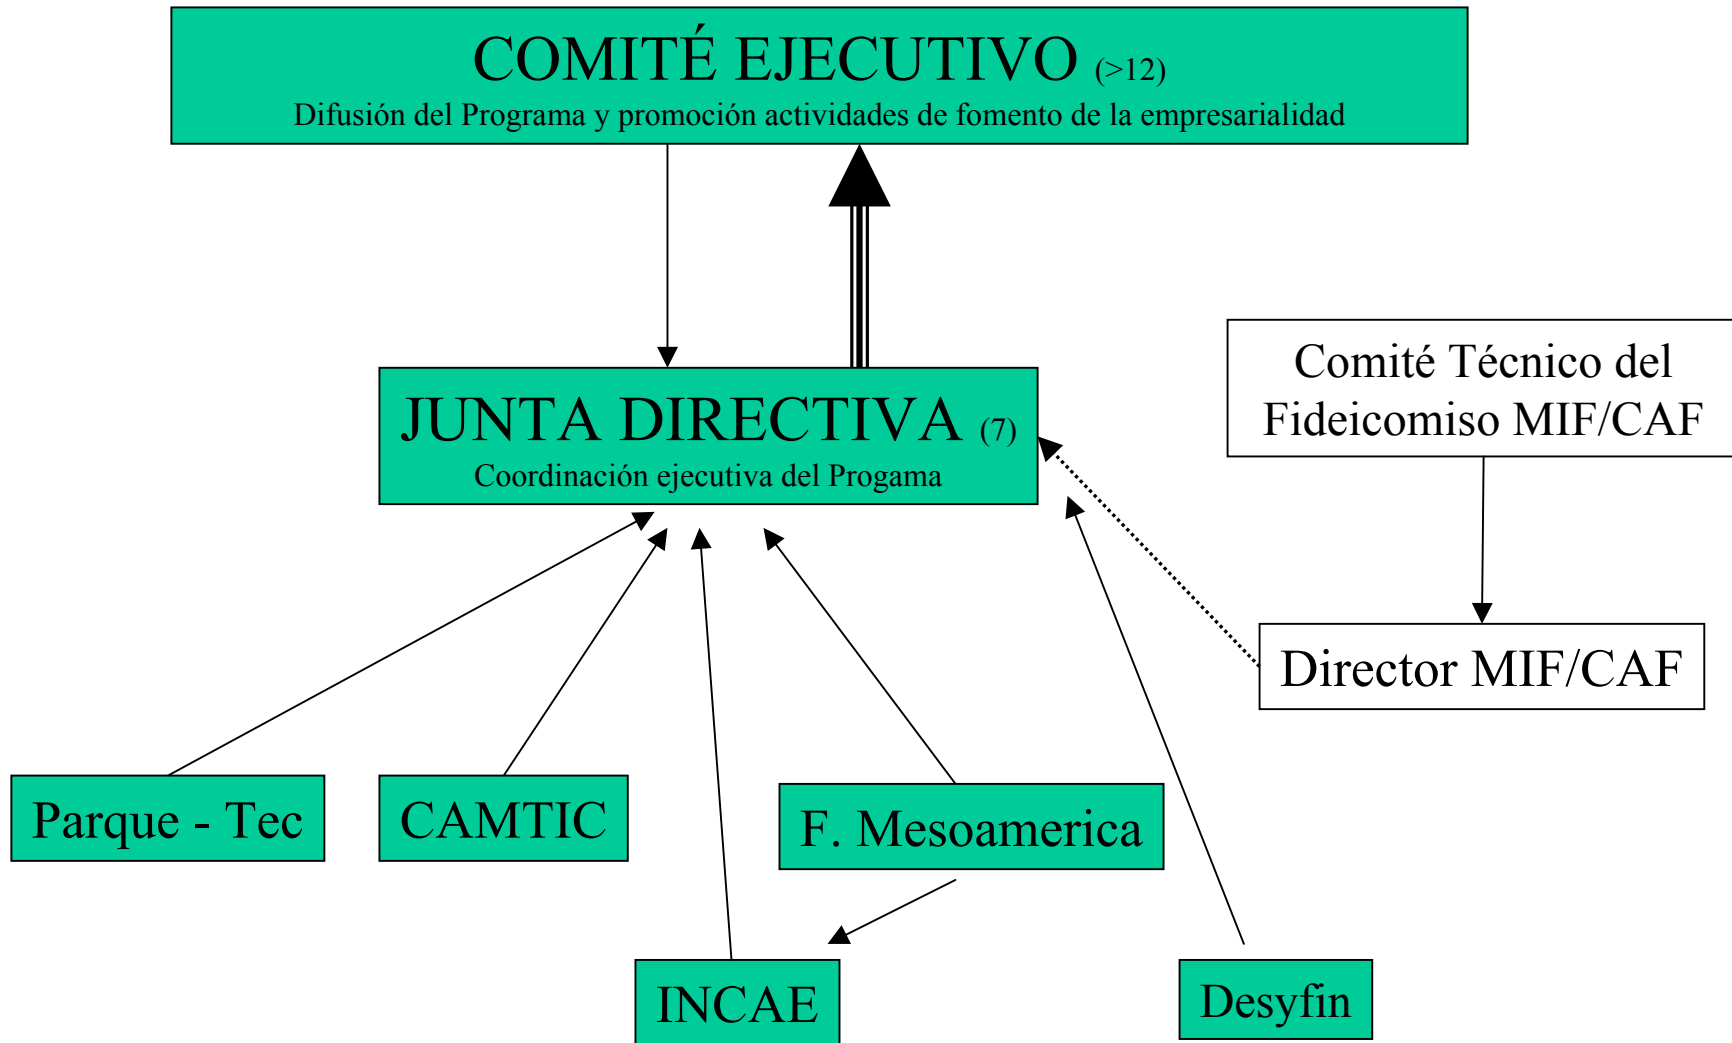 COMITÉ EJECUTIVO (>12)
Difusión del Programa y promoción actividades de fomento de la empresarialidad
Comité Técnico del
Fideicomiso MIF/CAF
JUNTA DIRECTIVA (7)
Coordinación ejecutiva del Progama
Director MIF/CAF
Parque - Tec
CAMTIC
F. Mesoamerica
INCAE
Desyfin